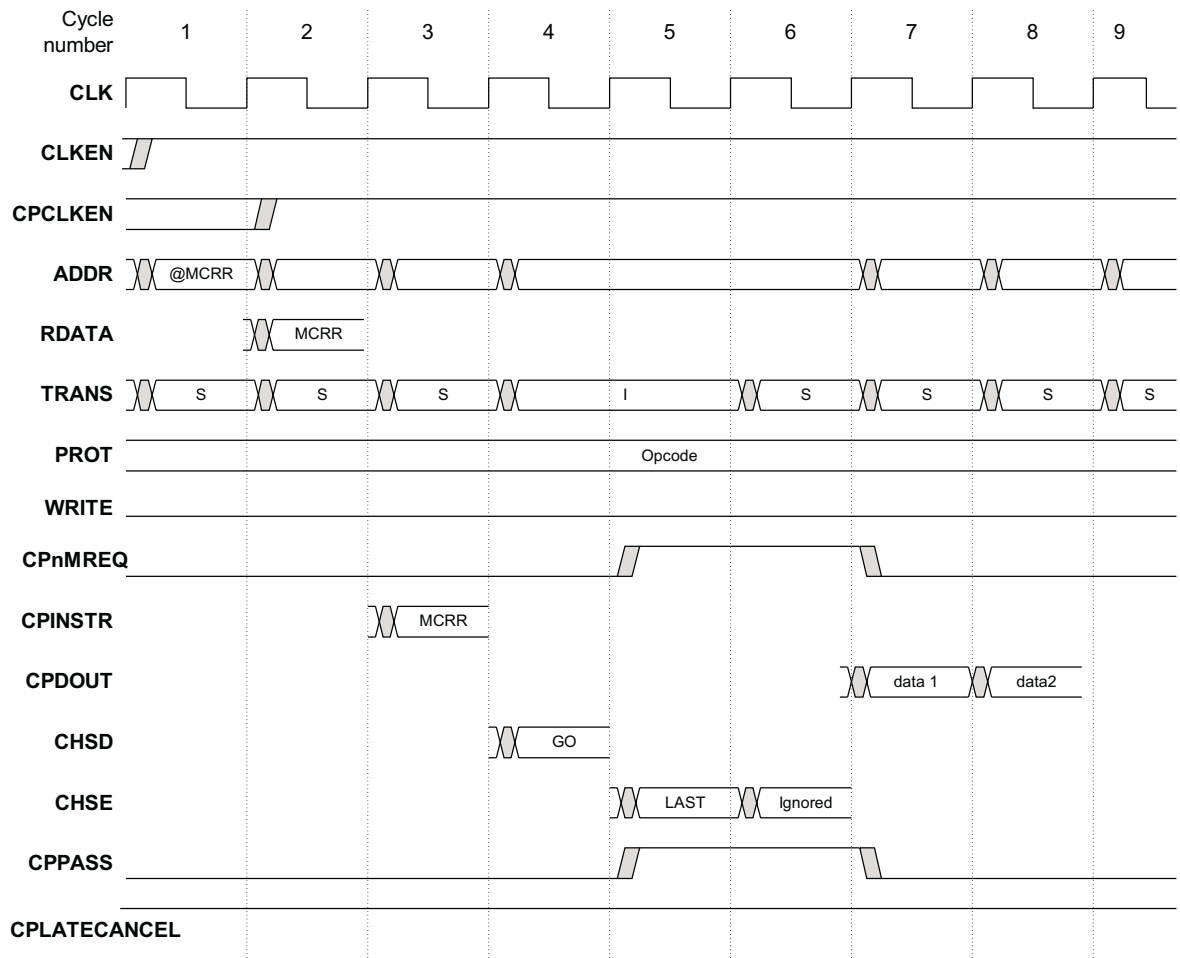 Cycle
number 1 2 3 4 5 6 7 8 9
CLK
CLKEN
CPCLKEN
ADDR @MCRR
RDATA MCRR
TRANS S S S I S S S S
PROT Opcode
WRITE
CPnMREQ
CPINSTR MCRR
CPDOUT data 1 data2
CHSD GO
CHSE LAST Ignored
CPPASS
CPLATECANCEL